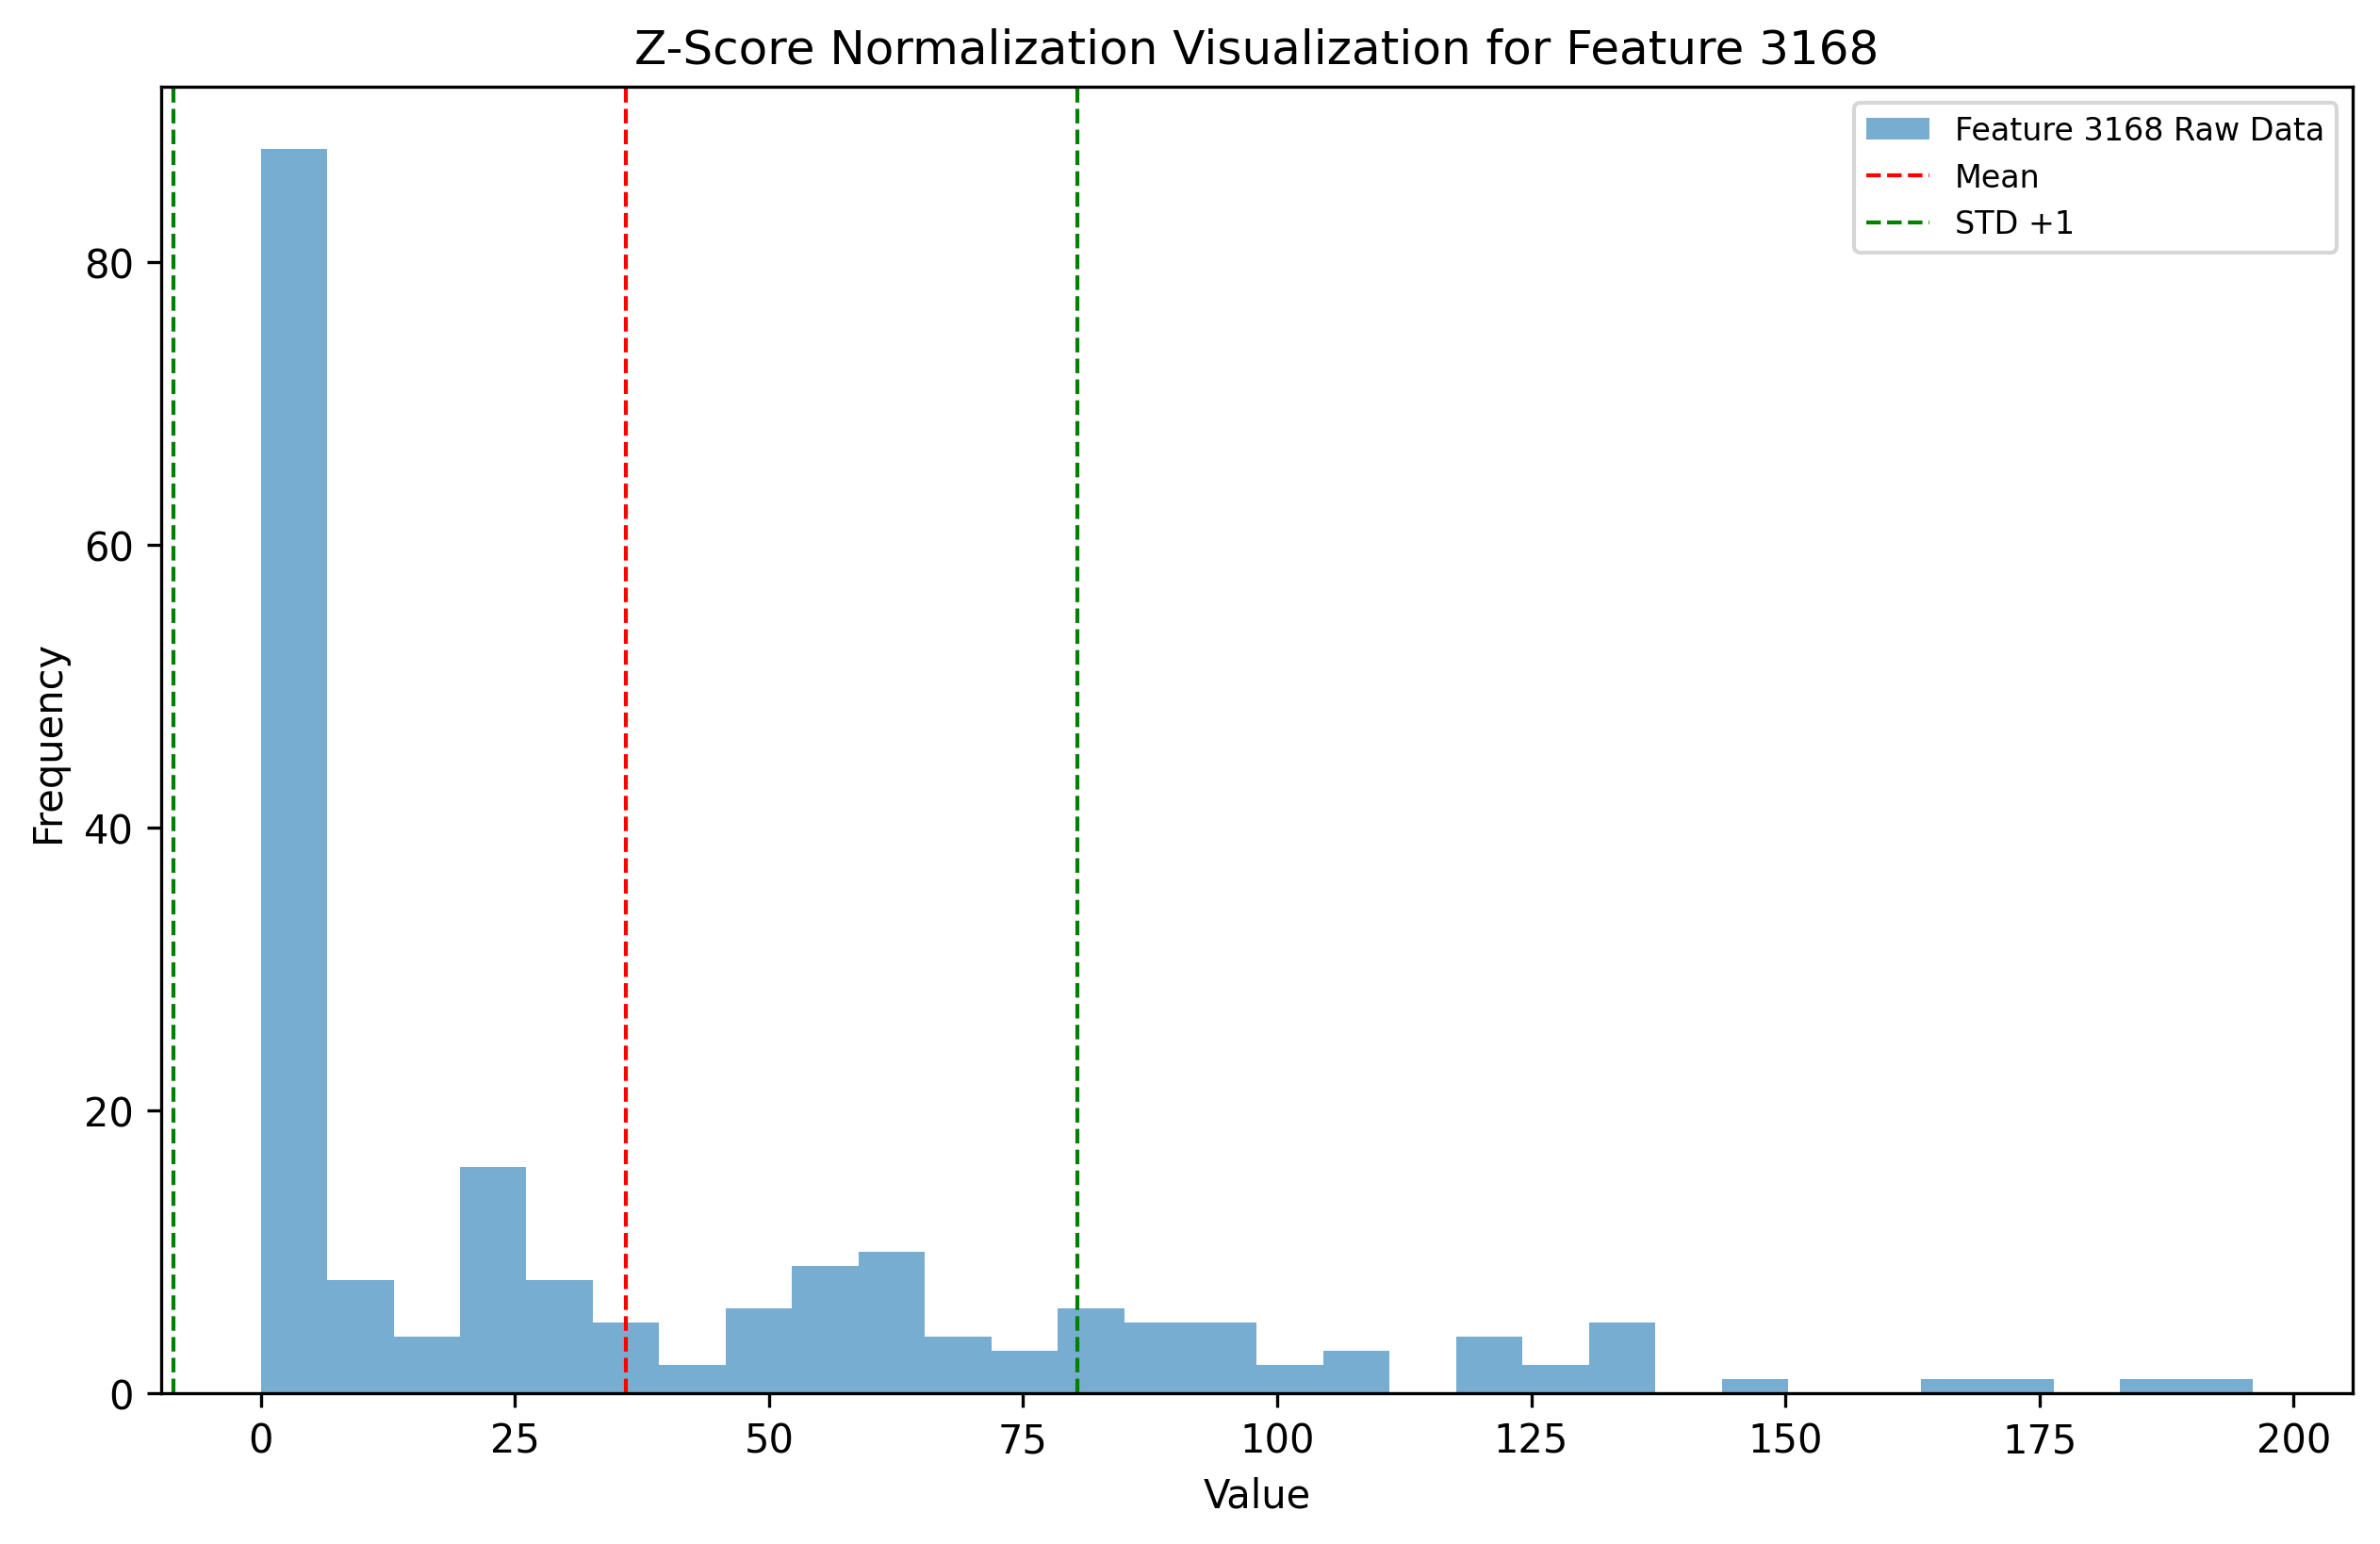 Z-Score Normalization Visualization for Feature 3168
Feature 3168 Raw Data
Mean
STD +1
Frequency
80
60
40
20
0
0 25 50 75 100 125 150 175 200
Value